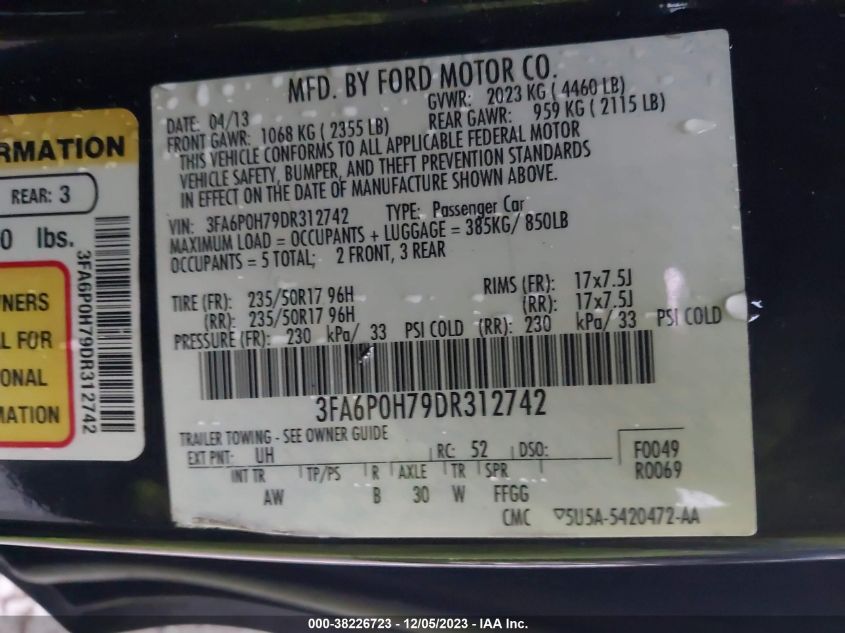 RMATION
REAR: 3
0 lbs.
3FA6P0H79DR312742
WNERS
L FOR
ONAL
MATION
MFD. BY FORD MOTOR CO.
DATE: 04/13 GVWR: 2023 KG ( 4460 LB)
FRONT GAWR: 1068 KG ( 2355 LB) REAR GAWR: 959 KG ( 2115 LB)
THIS VEHICLE CONFORMS TO ALL APPLICABLE FEDERAL MOTOR
VEHICLE SAFETY, BUMPER, AND THEFT PREVENTION STANDARDS
IN EFFECT ON THE DATE OF MANUFACTURE SHOWN ABOVE.
VIN: 3FA6P0H79DR312742 TYPE: Passenger Car
MAXIMUM LOAD = OCCUPANTS + LUGGAGE = 385KG/ 850LB
OCCUPANTS = 5 TOTAL; 2 FRONT, 3 REAR
TIRE (FR): 235/50R17 96H RIMS (FR): 17x7.5J
(RR): 235/50R17 96H (RR): 17x7.5J
PRESSURE (FR): 230 kPa/ 33 PSI COLD (RR): 230 kPa/ 33 PSI COLD
3FA6P0H79DR312742
TRAILER TOWING - SEE OWNER GUIDE
EXT PNT: UH RC: 52 DSO: F0049
INT TR TP/PS R AXLE TR SPR R0069
AW B 30 W FFGG
CMC ▽5U5A-5420472-AA
000-38226723 - 12/05/2023 - IAA Inc.